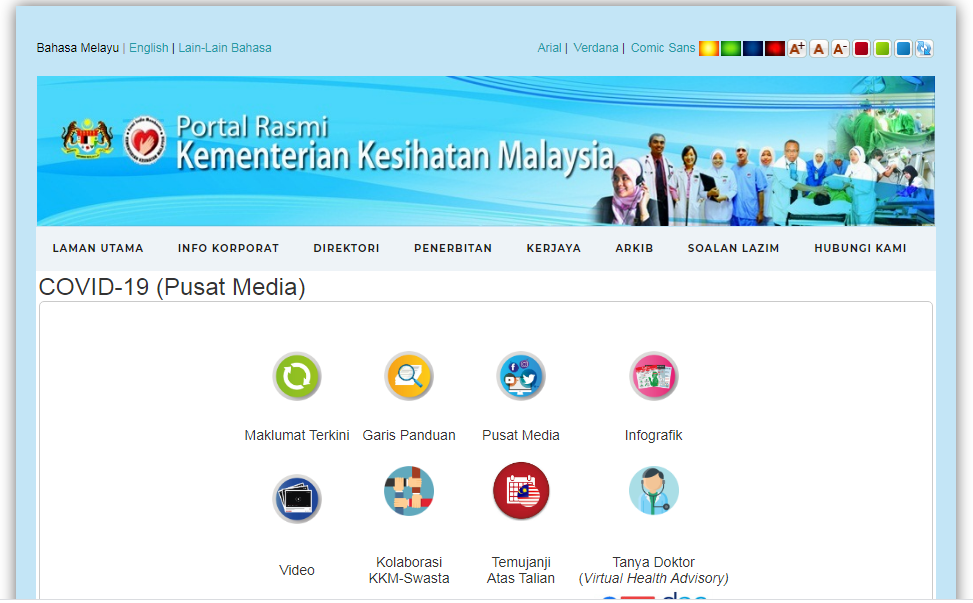 Bahasa Melayu | English | Lain-Lain Bahasa
Arial | Verdana | Comic Sans A+ A A-
Portal Rasmi
Kementerian Kesihatan Malaysia
LAMAN UTAMA INFO KORPORAT DIREKTORI PENERBITAN KERJAYA ARKIB SOALAN LAZIM HUBUNGI KAMI
COVID-19 (Pusat Media)
Maklumat Terkini Garis Panduan Pusat Media Infografik
Video
Kolaborasi
KKM-Swasta
Temujanji
Atas Talian
Tanya Doktor
(Virtual Health Advisory)